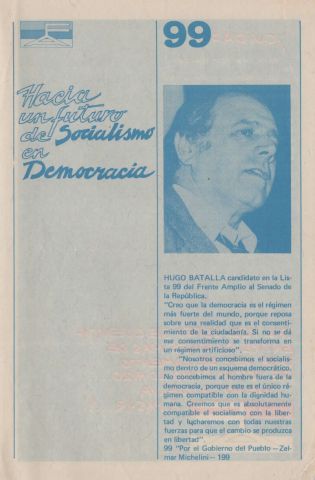 99
Hacia
un futuro
del Socialismo
en
Democracia
HUGO BATALLA candidato en la Lis-
ta 99 del Frente Amplio al Senado de
la República.
"Creo que la democracia es el régimen
más fuerte del mundo, porque reposa
sobre una realidad que es el consenti-
miento de la ciudadanía. Si no se dá
ese consentimiento se transforma en
un régimen artificioso".
"Nosotros concebimos el socialis-
mo dentro de un esquema democrático.
No concebimos al hombre fuera de la
democracia, porque este es el único ré-
gimen compatible con la dignidad hu-
mana. Creemos que es absolutamente
compatible el socialismo con la liber-
tad y lucharemos con todas nuestras
fuerzas para que el cambio se produzca
en libertad".
99 "Por el Gobierno del Pueblo — Zel-
mar Michelini — 199